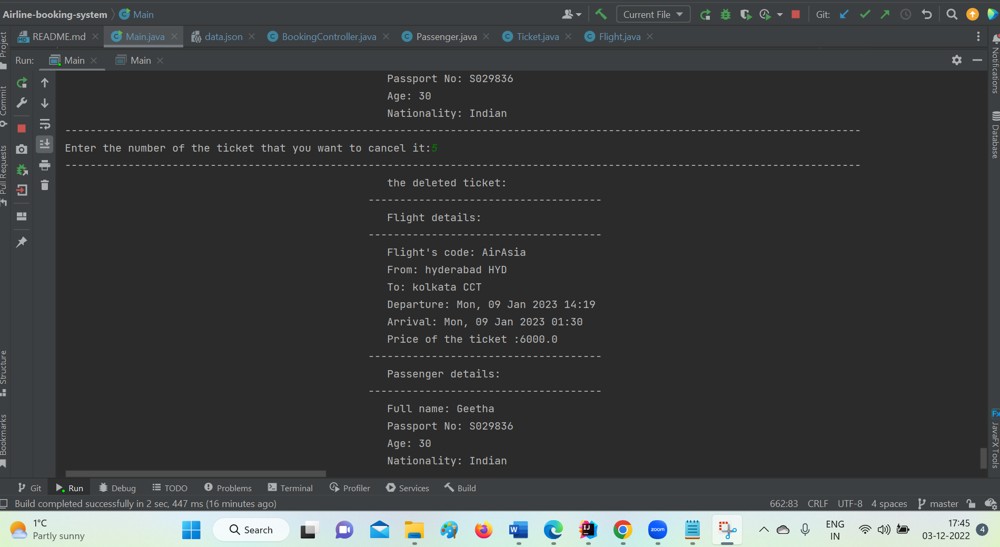 Airline-booking-system Main
Current File Git:
README.md Main.java data.json BookingController.java Passenger.java Ticket.java Flight.java
Run: Main Main
Project
Commit
Pull Requests
Structure
Bookmarks
Notifications
Database
JavaFX Tools
Passport No: S029836
Age: 30
Nationality: Indian
------------------------------------------------------------------------------------------------------------------------------
Enter the number of the ticket that you want to cancel it:5
------------------------------------------------------------------------------------------------------------------------------
the deleted ticket:
-------------------------------------
Flight details:
-------------------------------------
Flight's code: AirAsia
From: hyderabad HYD
To: kolkata CCT
Departure: Mon, 09 Jan 2023 14:19
Arrival: Mon, 09 Jan 2023 01:30
Price of the ticket :6000.0
-------------------------------------
Passenger details:
-------------------------------------
Full name: Geetha
Passport No: S029836
Age: 30
Nationality: Indian
Git Run Debug TODO Problems Terminal Profiler Services Build
Build completed successfully in 2 sec, 447 ms (16 minutes ago) 662:83 CRLF UTF-8 4 spaces master
1°C
Partly sunny
Search
zoom
ENG
IN
17:45
03-12-2022
4